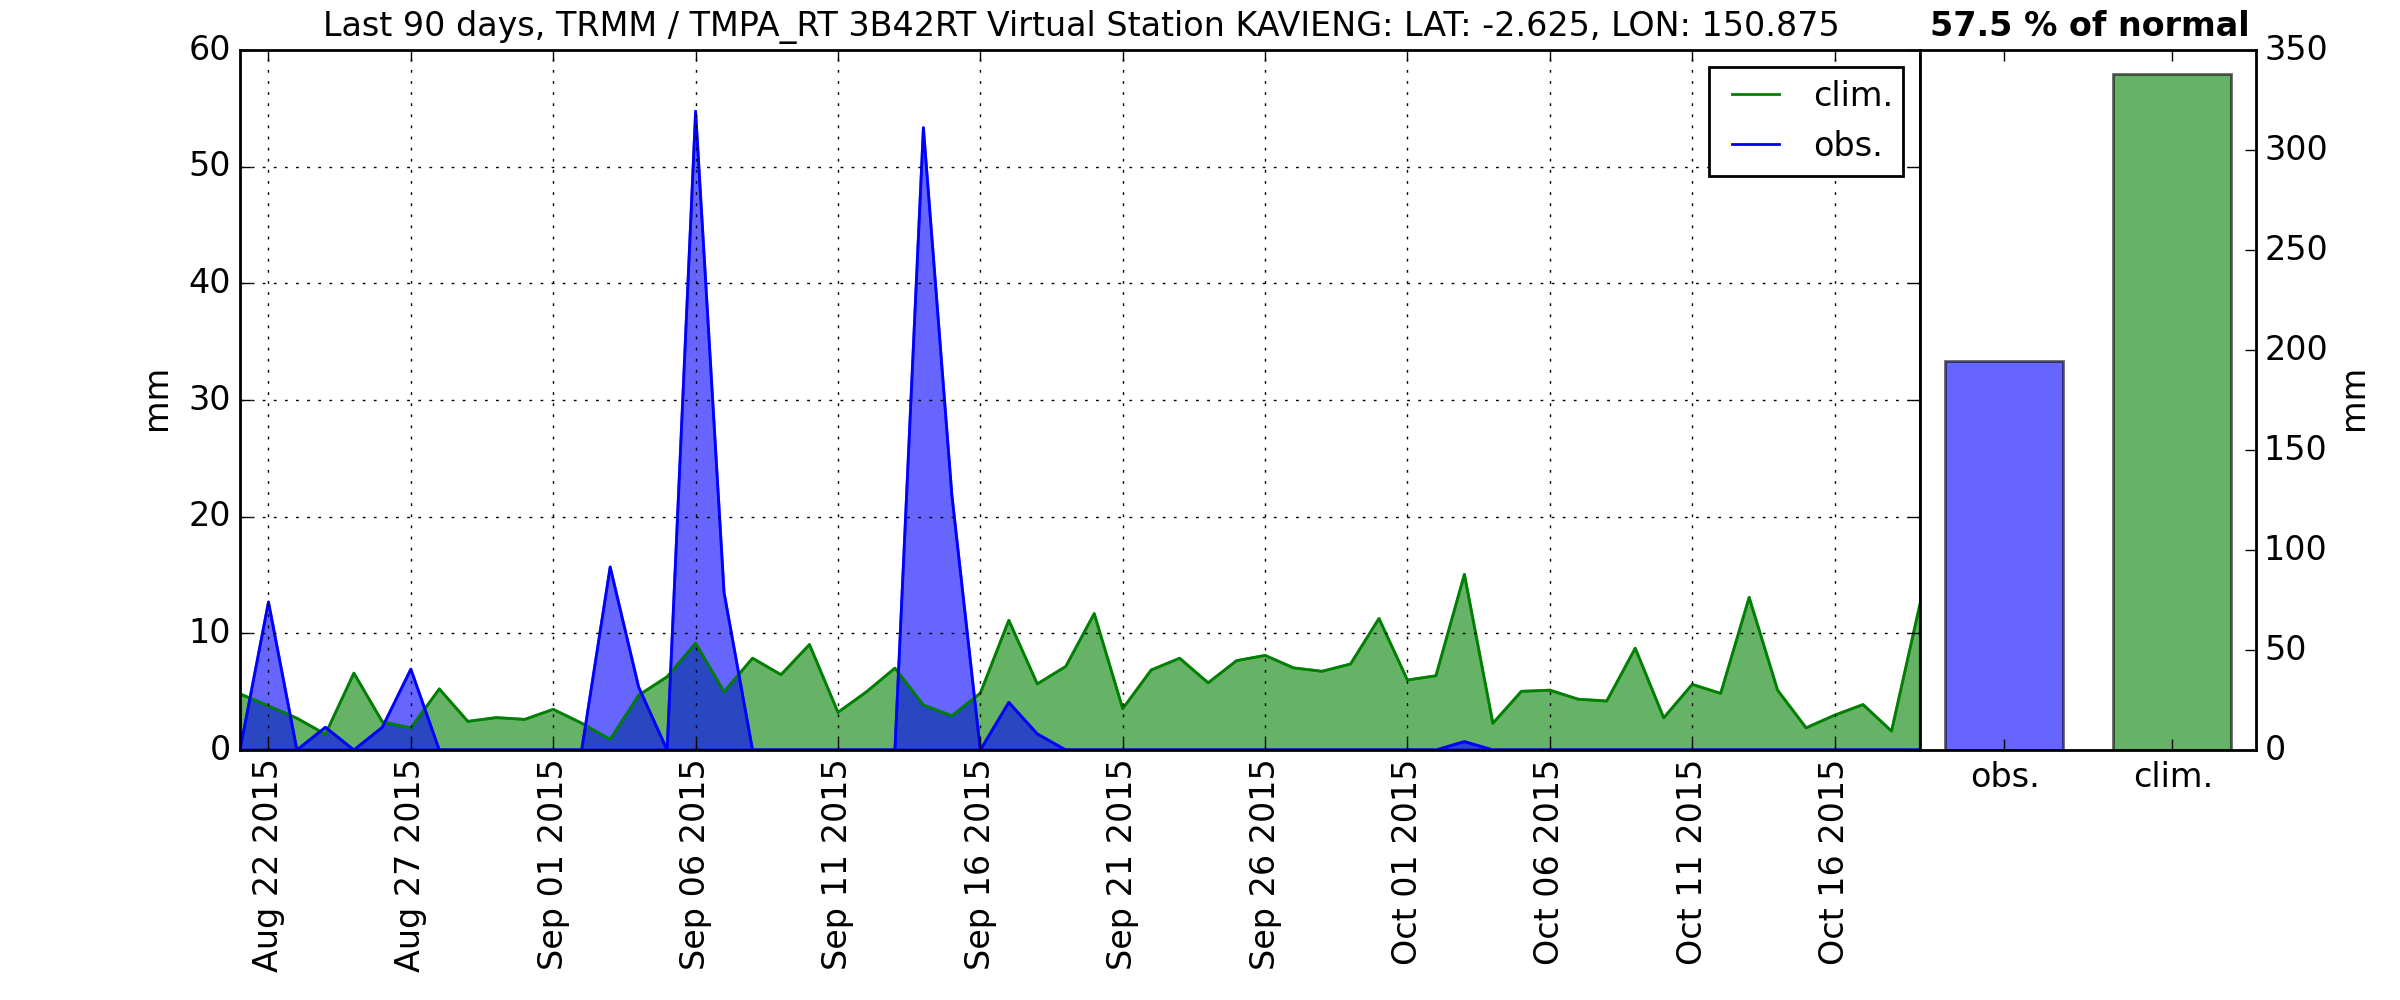 Last 90 days, TRMM / TMPA_RT 3B42RT Virtual Station KAVIENG: LAT: -2.625, LON: 150.875
57.5 % of normal
60
50
40
30
20
10
0
mm
clim.
obs.
Aug 22 2015
Aug 27 2015
Sep 01 2015
Sep 06 2015
Sep 11 2015
Sep 16 2015
Sep 21 2015
Sep 26 2015
Oct 01 2015
Oct 06 2015
Oct 11 2015
Oct 16 2015
obs.
clim.
350
300
250
200
150
100
50
0
mm